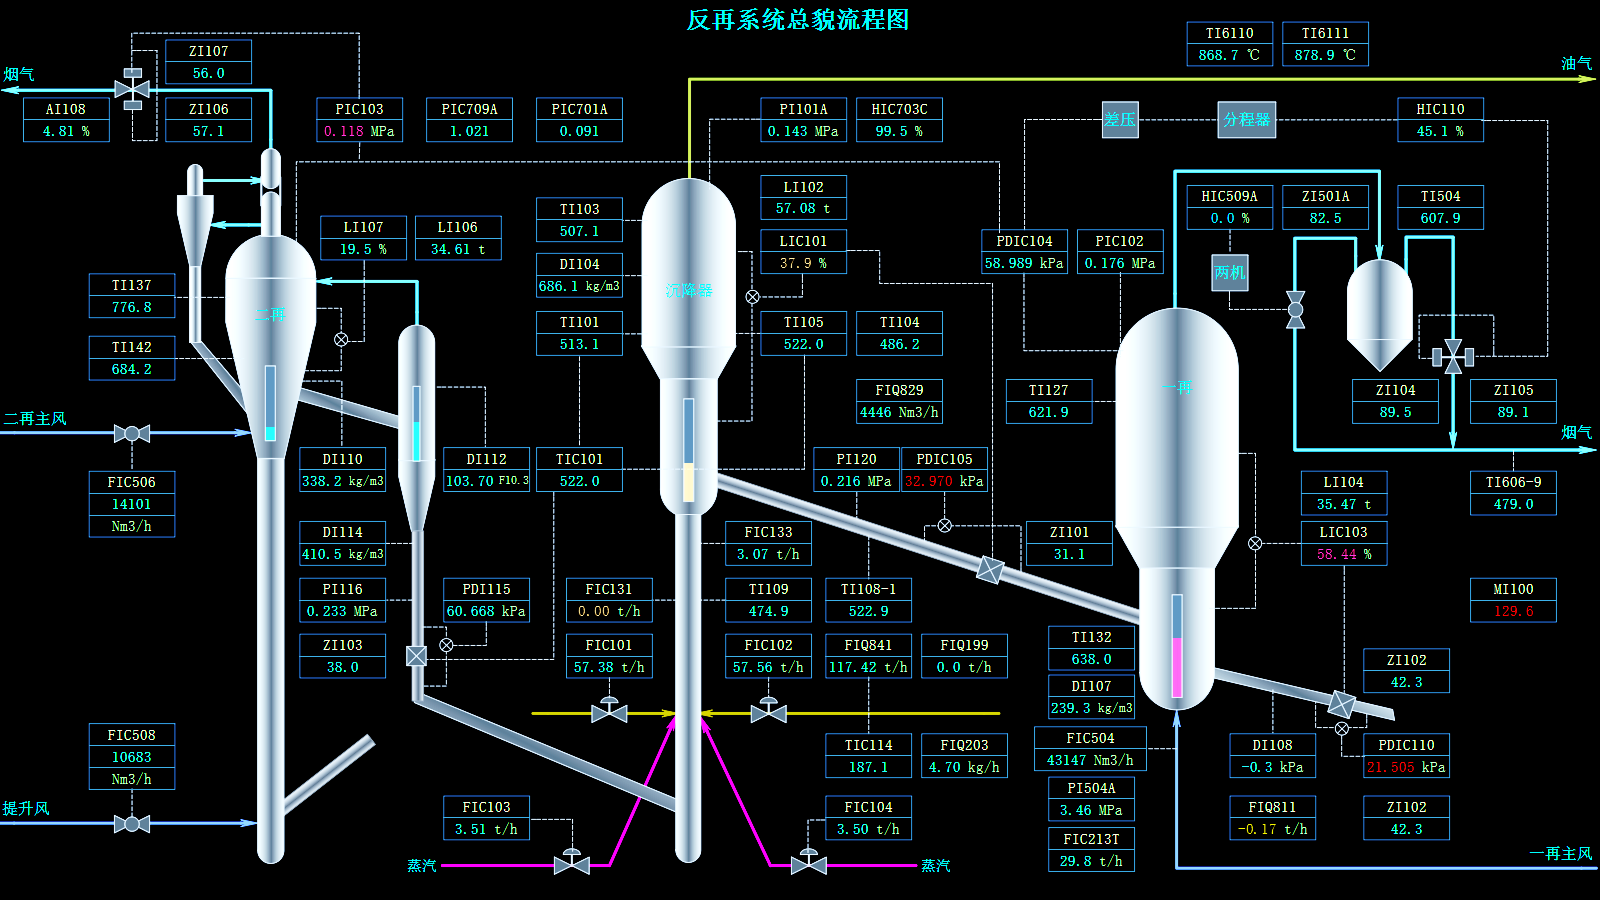 反再系统总貌流程图
TI6110
868.7 ℃
TI6111
878.9 ℃
ZI107
56.0
烟气
油气
AI108
4.81 %
ZI106
57.1
PIC103
0.118 MPa
PIC709A
1.021
PIC701A
0.091
PI101A
0.143 MPa
HIC703C
99.5 %
差压
分程器
HIC110
45.1 %
LI102
57.08 t
TI103
507.1
HIC509A
0.0 %
ZI501A
82.5
TI504
607.9
LI107
19.5 %
LI106
34.61 t
LIC101
37.9 %
PDIC104
58.989 kPa
PIC102
0.176 MPa
DI104
686.1 kg/m3
两机
TI137
776.8
沉降器
二再
TI101
513.1
TI105
522.0
TI104
486.2
TI142
684.2
一再
FIQ829
4446 Nm3/h
TI127
621.9
ZI104
89.5
ZI105
89.1
二再主风
烟气
DI110
338.2 kg/m3
DI112
103.70 F10.3
TIC101
522.0
PI120
0.216 MPa
PDIC105
32.970 kPa
FIC506
14101
Nm3/h
LI104
35.47 t
TI606-9
479.0
DI114
410.5 kg/m3
FIC133
3.07 t/h
ZI101
31.1
LIC103
58.44 %
PI116
0.233 MPa
PDI115
60.668 kPa
FIC131
0.00 t/h
TI109
474.9
TI108-1
522.9
MI100
129.6
ZI103
38.0
FIC101
57.38 t/h
FIC102
57.56 t/h
FIQ841
117.42 t/h
FIQ199
0.0 t/h
TI132
638.0
ZI102
42.3
DI107
239.3 kg/m3
FIC508
10683
Nm3/h
TIC114
187.1
FIQ203
4.70 kg/h
FIC504
43147 Nm3/h
DI108
-0.3 kPa
PDIC110
21.505 kPa
PI504A
3.46 MPa
提升风
FIC103
3.51 t/h
FIC104
3.50 t/h
FIQ811
-0.17 t/h
ZI102
42.3
FIC213T
29.8 t/h
蒸汽
蒸汽
一再主风